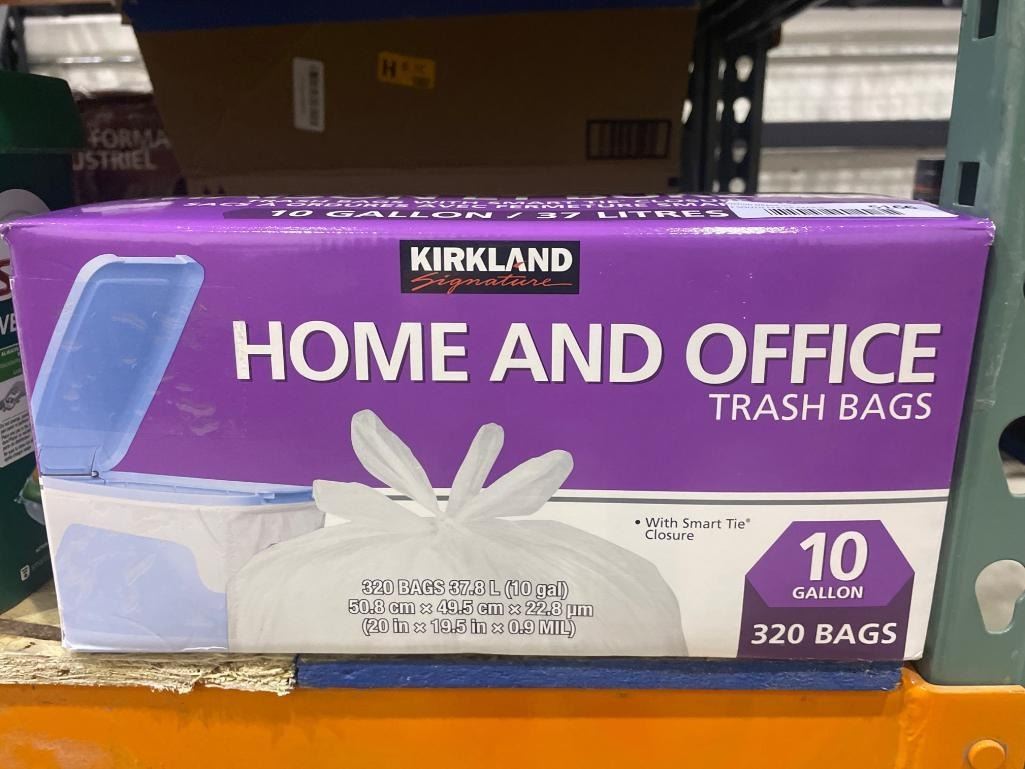 H
FORMA
USTRIEL
10 GALLON / 37 LITRES
KIRKLAND
Signature
HOME AND OFFICE
TRASH BAGS
• With Smart Tie®
Closure
320 BAGS 37.8 L (10 gal)
50.8 cm × 49.5 cm × 22.8 µm
(20 in × 19.5 in × 0.9 MIL)
10
GALLON
320 BAGS